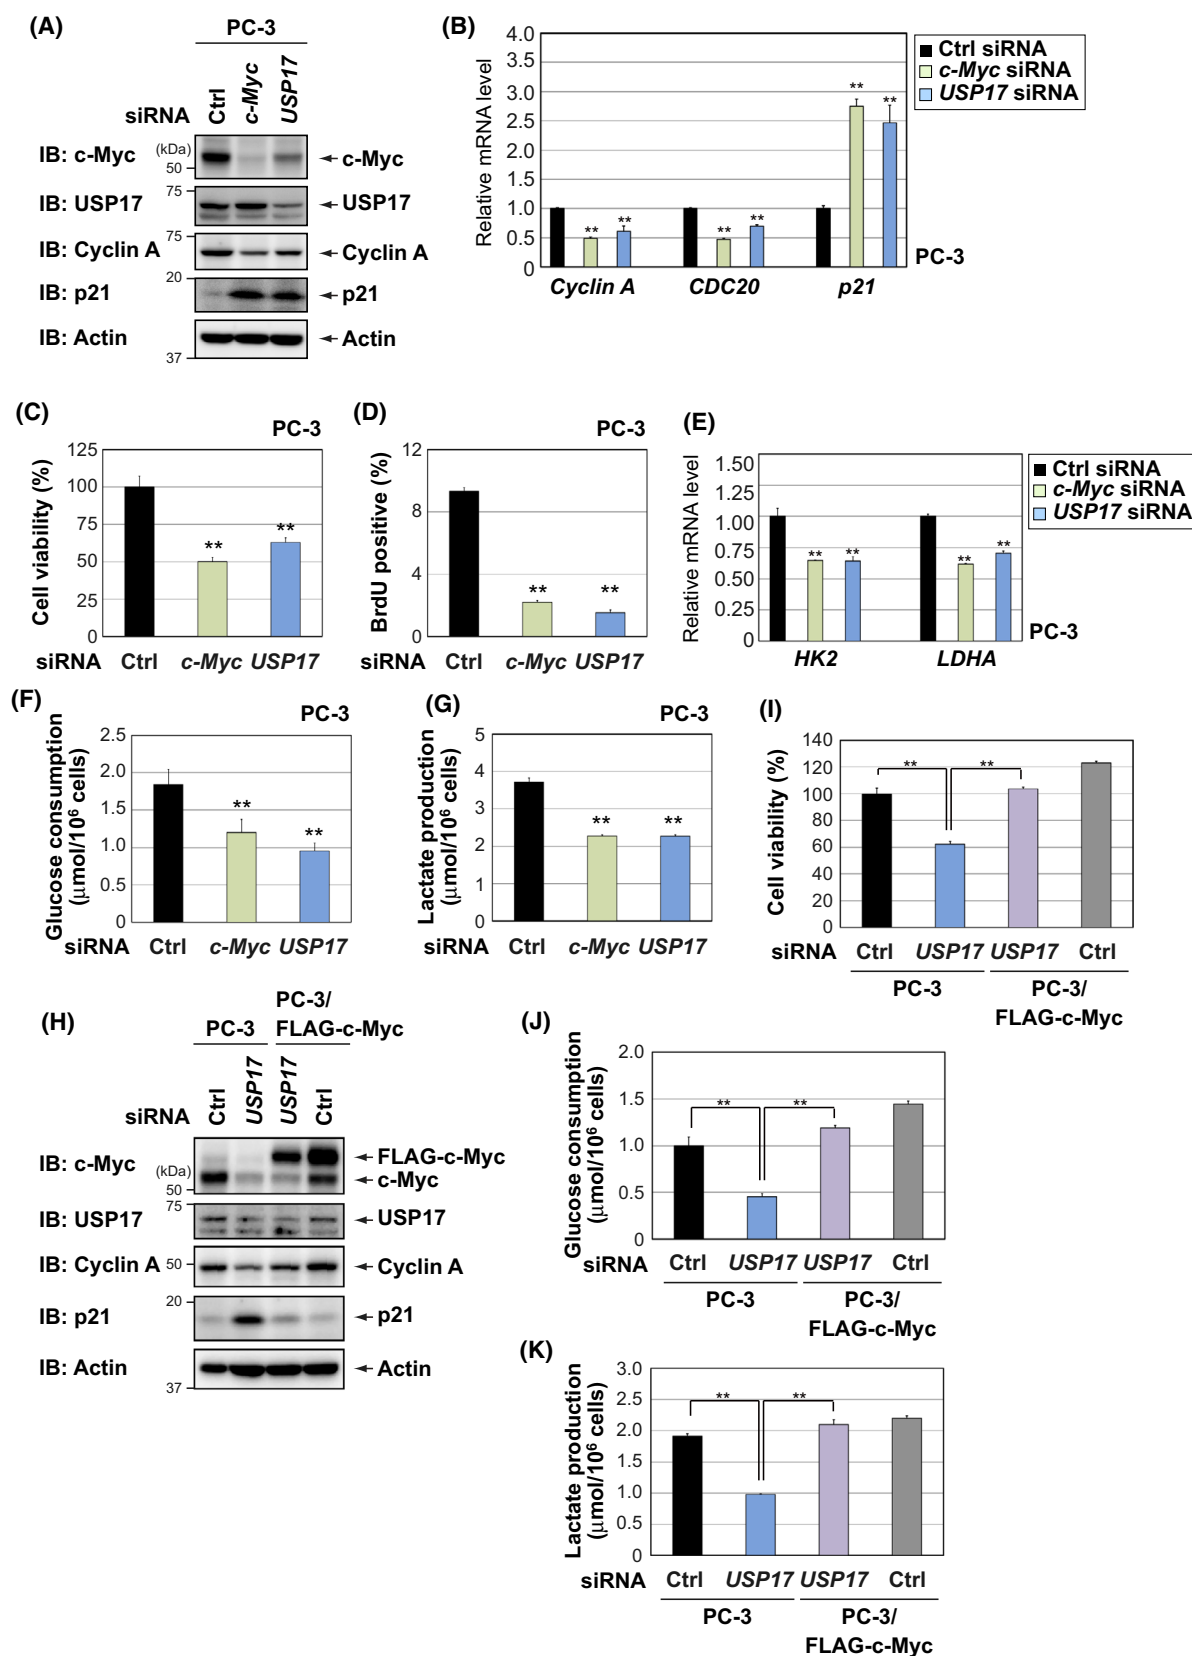 (A)
PC-3
siRNA Ctrl c-Myc USP17
IB: c-Myc (kDa) 50 c-Myc
IB: USP17 75 USP17
IB: Cyclin A 75 Cyclin A
IB: p21 20 p21
IB: Actin 37 Actin
(B)
Relative mRNA level
4.0
3.5
3.0
2.5
2.0
1.5
1.0
0.5
0
** ** ** ** ** **
Cyclin A CDC20 p21
PC-3
Ctrl siRNA
c-Myc siRNA
USP17 siRNA
(C)
PC-3
Cell viability (%)
125
100
75
50
25
0
** **
siRNA Ctrl c-Myc USP17
(D)
PC-3
BrdU positive (%)
12
8
4
0
** **
siRNA Ctrl c-Myc USP17
(E)
Relative mRNA level
1.50
1.00
0.75
0.50
0.25
0
** ** ** **
HK2 LDHA
PC-3
Ctrl siRNA
c-Myc siRNA
USP17 siRNA
(F)
PC-3
Glucose consumption
(μmol/10⁶ cells)
2.5
2.0
1.5
1.0
0.5
0
** **
siRNA Ctrl c-Myc USP17
(G)
PC-3
Lactate production
(μmol/10⁶ cells)
5
4
3
2
1
0
** **
siRNA Ctrl c-Myc USP17
(I)
Cell viability (%)
140
120
100
80
60
40
20
0
** **
siRNA Ctrl USP17 USP17 Ctrl
PC-3 PC-3/
FLAG-c-Myc
(H)
PC-3 PC-3/
FLAG-c-Myc
siRNA Ctrl USP17 USP17 Ctrl
IB: c-Myc (kDa) 50 FLAG-c-Myc
c-Myc
IB: USP17 75 USP17
IB: Cyclin A 50 Cyclin A
IB: p21 20 p21
IB: Actin 37 Actin
(J)
Glucose consumption
(μmol/10⁶ cells)
2.0
1.5
1.0
0.5
0
** **
siRNA Ctrl USP17 USP17 Ctrl
PC-3 PC-3/
FLAG-c-Myc
(K)
Lactate production
(μmol/10⁶ cells)
3.0
2.5
2.0
1.5
1.0
0.5
0
** **
siRNA Ctrl USP17 USP17 Ctrl
PC-3 PC-3/
FLAG-c-Myc